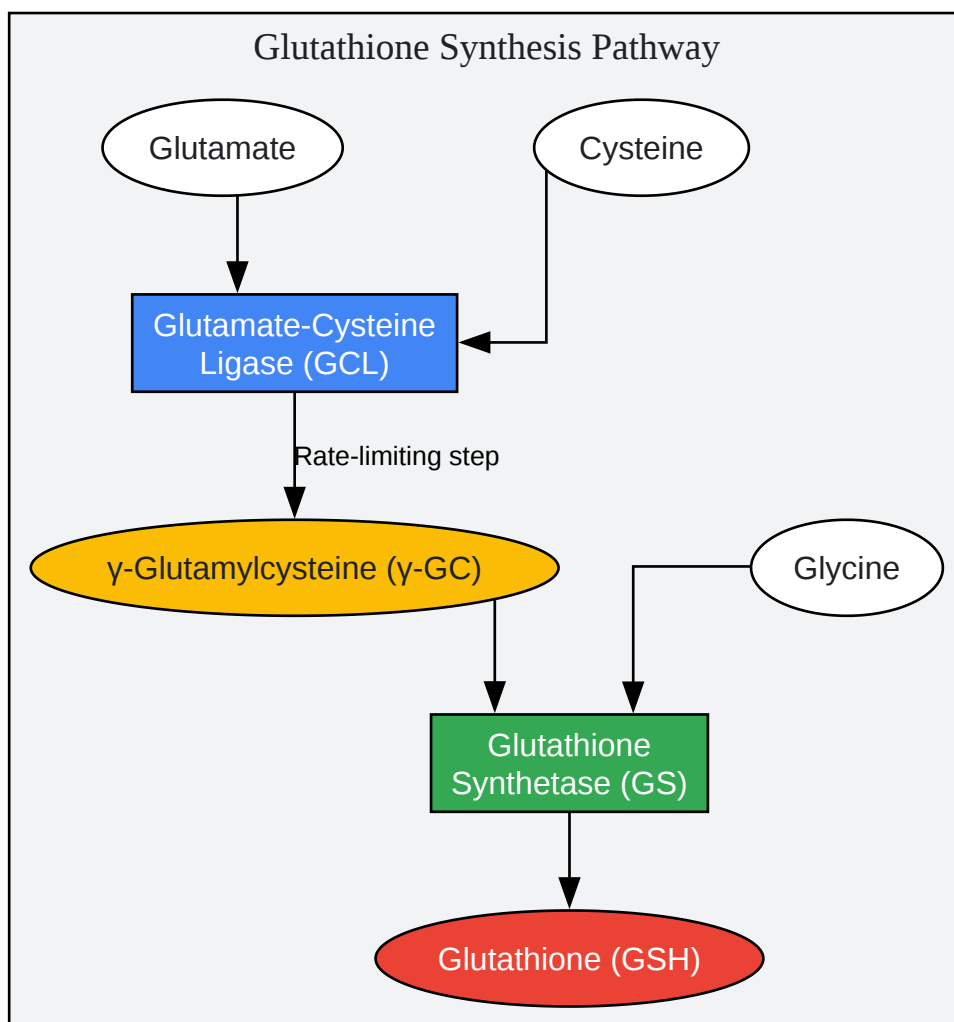 Glutathione Synthesis Pathway
Glutamate
Cysteine
Glutamate-Cysteine
Ligase (GCL)
Rate-limiting step
γ-Glutamylcysteine (γ-GC)
Glycine
Glutathione
Synthetase (GS)
Glutathione (GSH)